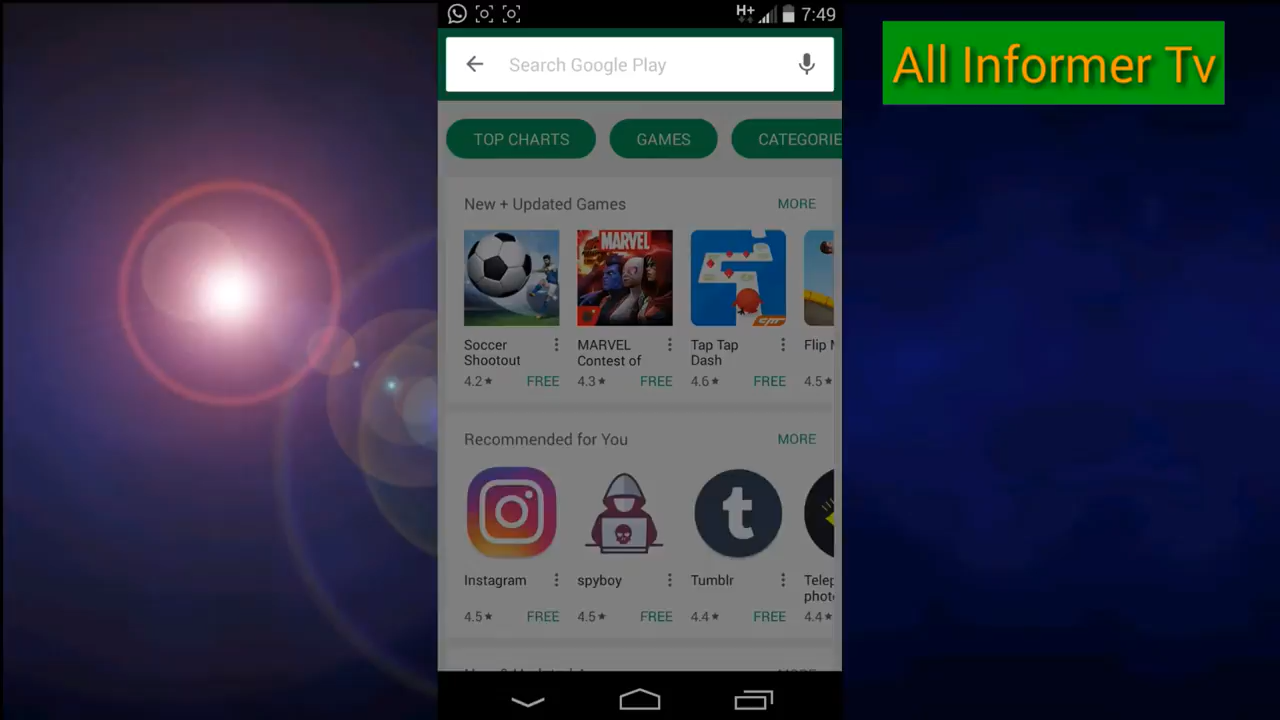 H+ 7:49
All Informer Tv
Search Google Play
TOP CHARTS GAMES CATEGORIE
New + Updated Games MORE
MARVEL
Soccer Shootout
4.2★ FREE
MARVEL Contest of
4.3★ FREE
Tap Tap Dash
4.6★ FREE
Flip
4.5★
Recommended for You MORE
Instagram
4.5★ FREE
spyboy
4.5★ FREE
Tumblr
4.4★ FREE
Telep
photo
4.4★